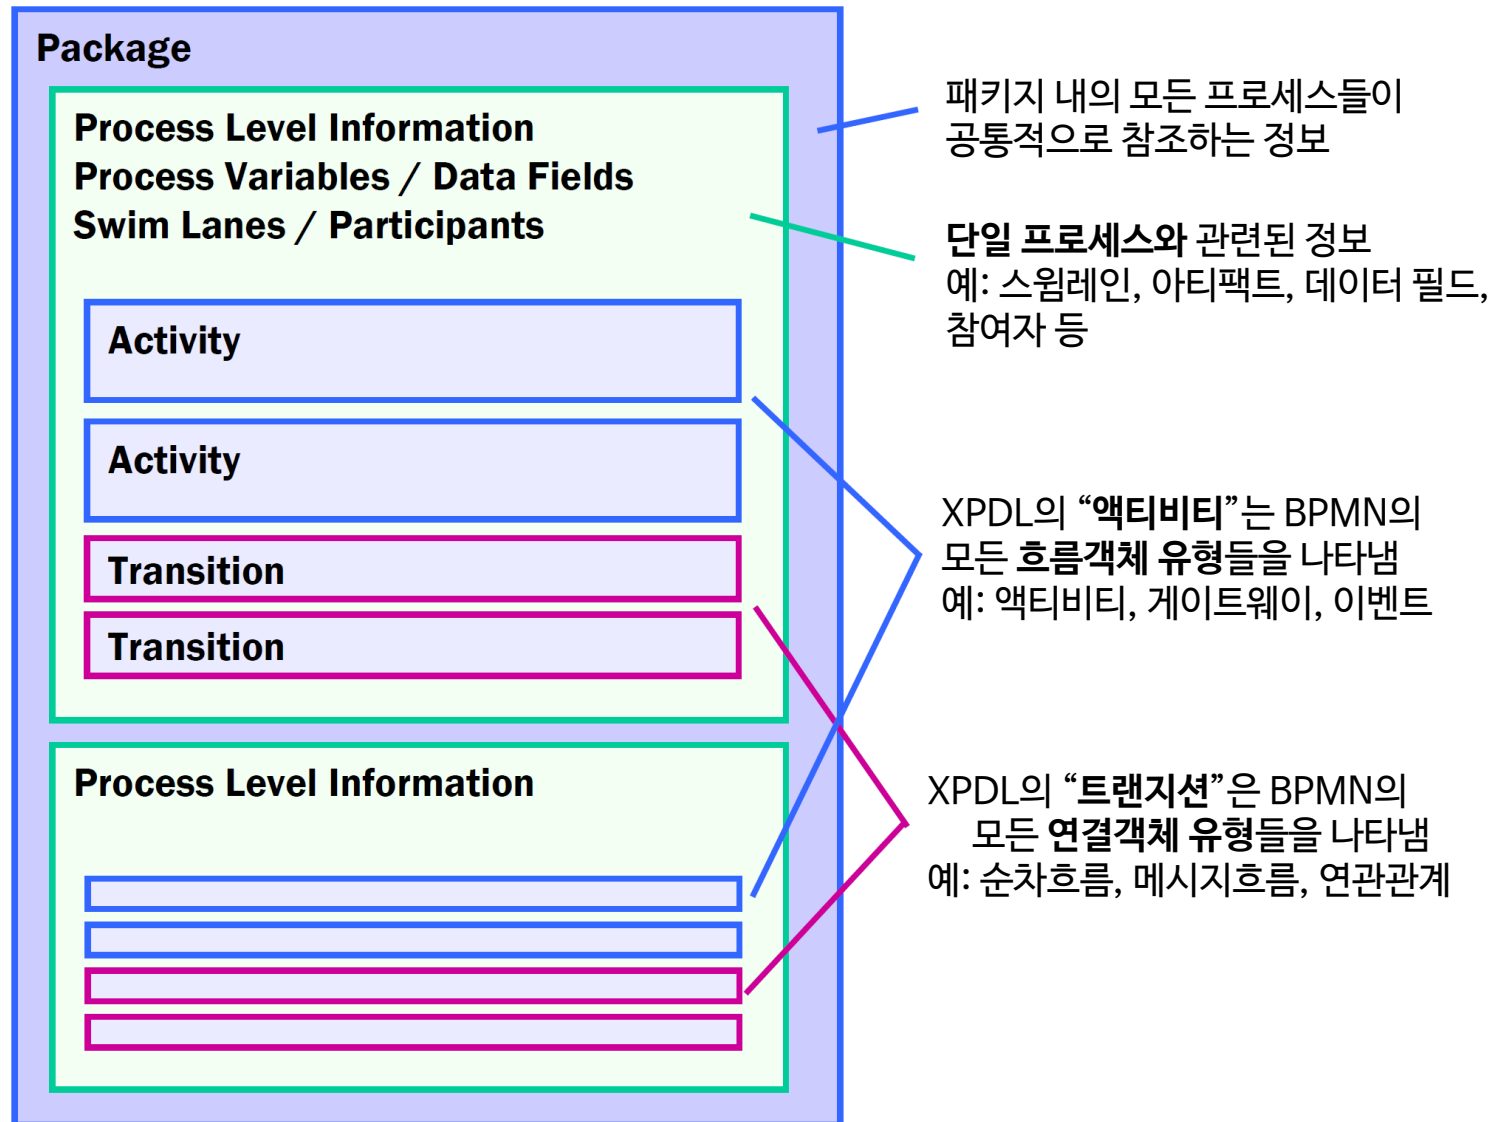 Package
Process Level Information
Process Variables / Data Fields
Swim Lanes / Participants
Activity
Activity
Transition
Transition
Process Level Information
패키지 내의 모든 프로세스들이
공통적으로 참조하는 정보
단일 프로세스와 관련된 정보
예: 스윔레인, 아티팩트, 데이터 필드,
참여자 등
XPDL의 “액티비티”는 BPMN의
모든 흐름객체 유형들을 나타냄
예: 액티비티, 게이트웨이, 이벤트
XPDL의 “트랜지션”은 BPMN의
모든 연결객체 유형들을 나타냄
예: 순차흐름, 메시지흐름, 연관관계